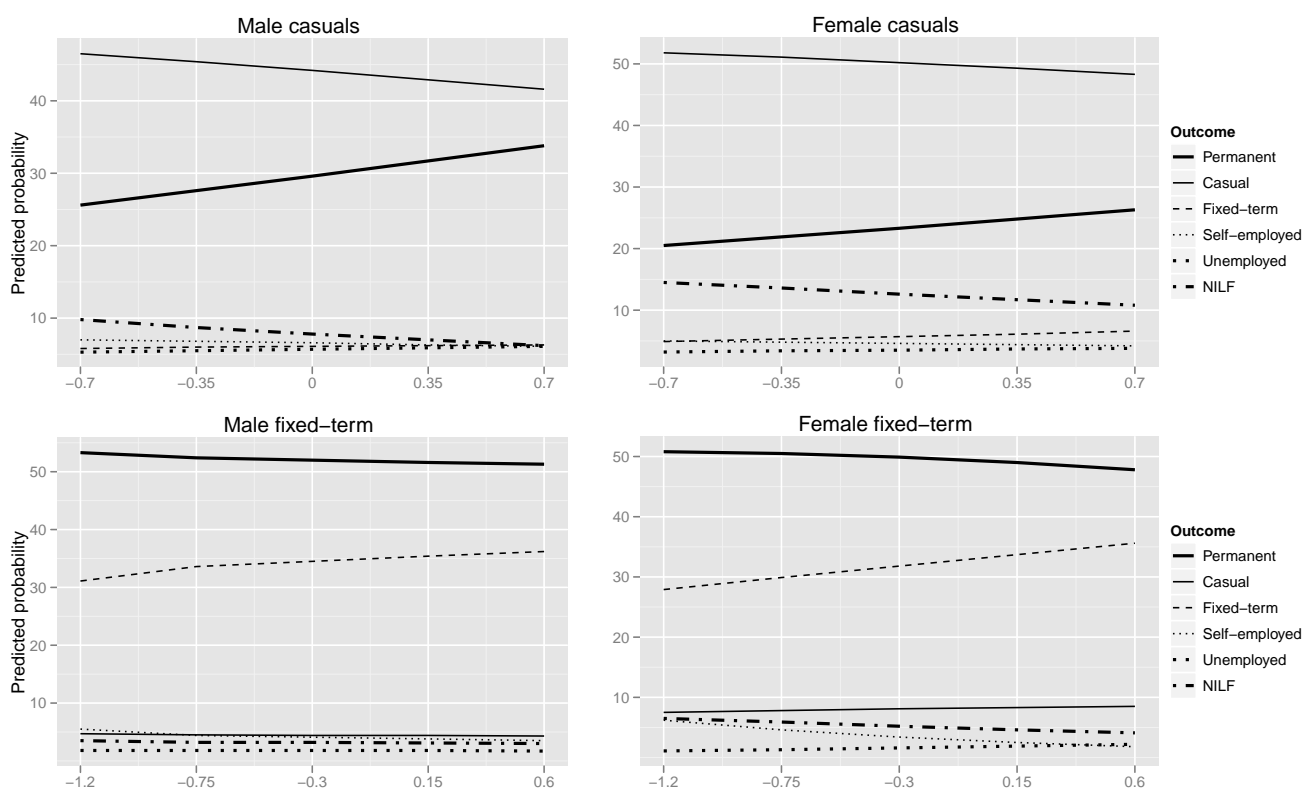 Male casuals
Predicted probability
40
30
20
10
−0.7 −0.35 0 0.35 0.7
Female casuals
50
40
30
20
10
−0.7 −0.35 0 0.35 0.7
Outcome
Permanent
Casual
Fixed−term
Self−employed
Unemployed
NILF
Male fixed−term
Predicted probability
50
40
30
20
10
−1.2 −0.75 −0.3 0.15 0.6
Female fixed−term
50
40
30
20
10
−1.2 −0.75 −0.3 0.15 0.6
Outcome
Permanent
Casual
Fixed−term
Self−employed
Unemployed
NILF